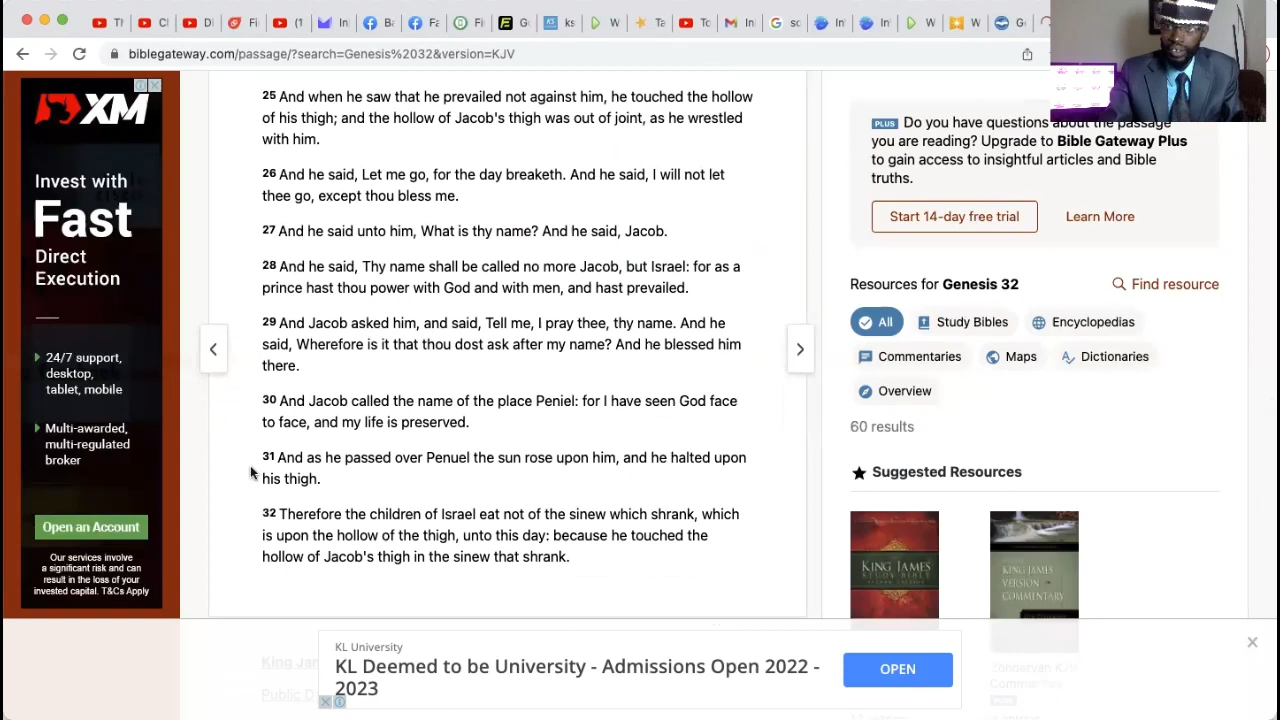 biblegateway.com/passage/?search=Genesis%2032&version=KJV
XM
Invest with
Fast
Direct
Execution
24/7 support,
desktop,
tablet, mobile
Multi-awarded,
multi-regulated
broker
Open an Account
Our services involve
a significant risk and can
result in the loss of your
invested capital. T&Cs Apply
25 And when he saw that he prevailed not against him, he touched the hollow
of his thigh; and the hollow of Jacob's thigh was out of joint, as he wrestled
with him.
26 And he said, Let me go, for the day breaketh. And he said, I will not let
thee go, except thou bless me.
27 And he said unto him, What is thy name? And he said, Jacob.
28 And he said, Thy name shall be called no more Jacob, but Israel: for as a
prince hast thou power with God and with men, and hast prevailed.
29 And Jacob asked him, and said, Tell me, I pray thee, thy name. And he
said, Wherefore is it that thou dost ask after my name? And he blessed him
there.
30 And Jacob called the name of the place Peniel: for I have seen God face
to face, and my life is preserved.
31 And as he passed over Penuel the sun rose upon him, and he halted upon
his thigh.
32 Therefore the children of Israel eat not of the sinew which shrank, which
is upon the hollow of the thigh, unto this day: because he touched the
hollow of Jacob's thigh in the sinew that shrank.
PLUS Do you have questions about the passage
you are reading? Upgrade to Bible Gateway Plus
to gain access to insightful articles and Bible
truths.
Start 14-day free trial Learn More
Resources for Genesis 32 Find resource
All Study Bibles Encyclopedias
Commentaries Maps Dictionaries
Overview
60 results
Suggested Resources
KING JAMES
STUDY BIBLE
KING JAMES
VERSION
COMMENTARY
King Jam
Public D
KL University
KL Deemed to be University - Admissions Open 2022 -
2023
OPEN
Zondervan KJV
Commentary
PLUS